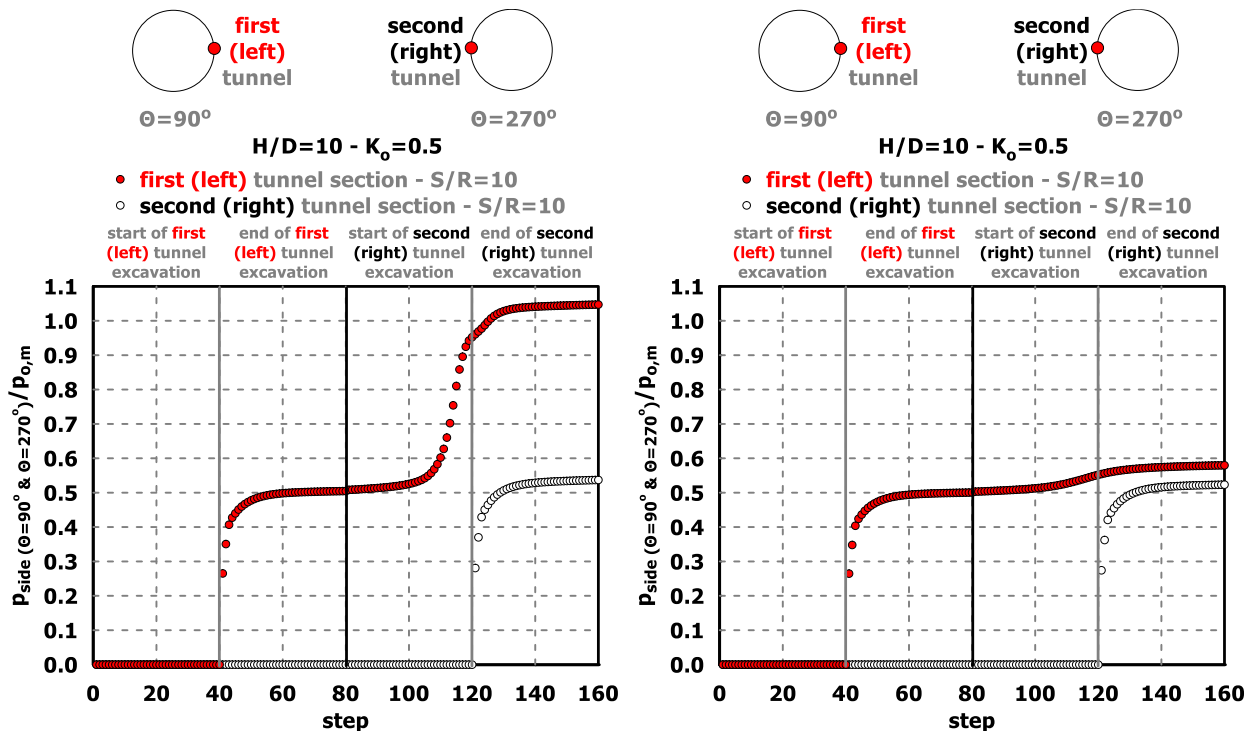 first
(left)
tunnel
second
(right)
tunnel
Θ=90°
Θ=270°
H/D=10 - Ko=0.5
first (left) tunnel section - S/R=10
second (right) tunnel section - S/R=10
start of first
(left) tunnel
excavation
end of first
(left) tunnel
excavation
start of second
(right) tunnel
excavation
end of second
(right) tunnel
excavation
pside (Θ=90° & Θ=270°)/po,m
1.1
1.0
0.9
0.8
0.7
0.6
0.5
0.4
0.3
0.2
0.1
0.0
0 20 40 60 80 100 120 140 160
step
first
(left)
tunnel
second
(right)
tunnel
Θ=90°
Θ=270°
H/D=10 - Ko=0.5
first (left) tunnel section - S/R=10
second (right) tunnel section - S/R=10
start of first
(left) tunnel
excavation
end of first
(left) tunnel
excavation
start of second
(right) tunnel
excavation
end of second
(right) tunnel
excavation
pside (Θ=90° & Θ=270°)/po,m
1.1
1.0
0.9
0.8
0.7
0.6
0.5
0.4
0.3
0.2
0.1
0.0
0 20 40 60 80 100 120 140 160
step